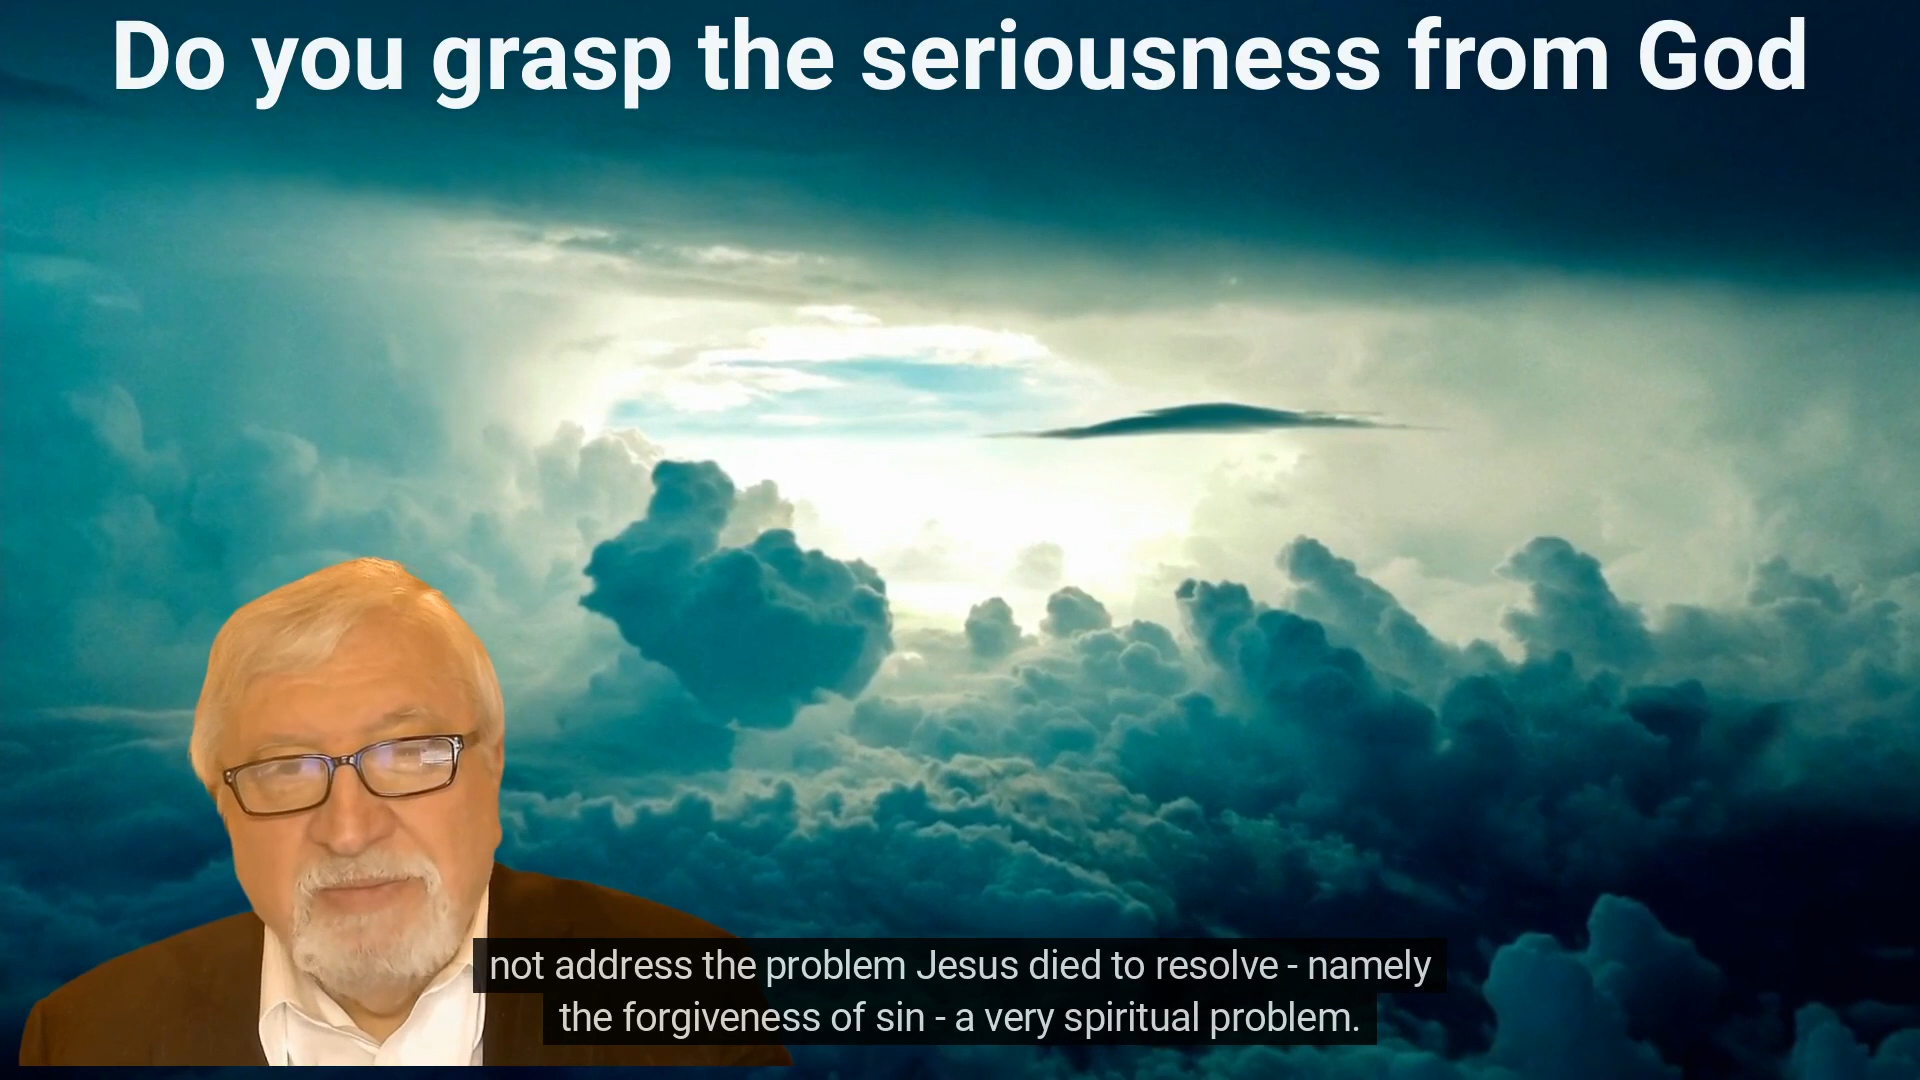 Do you grasp the seriousness from God
not address the problem Jesus died to resolve - namely
the forgiveness of sin - a very spiritual problem.